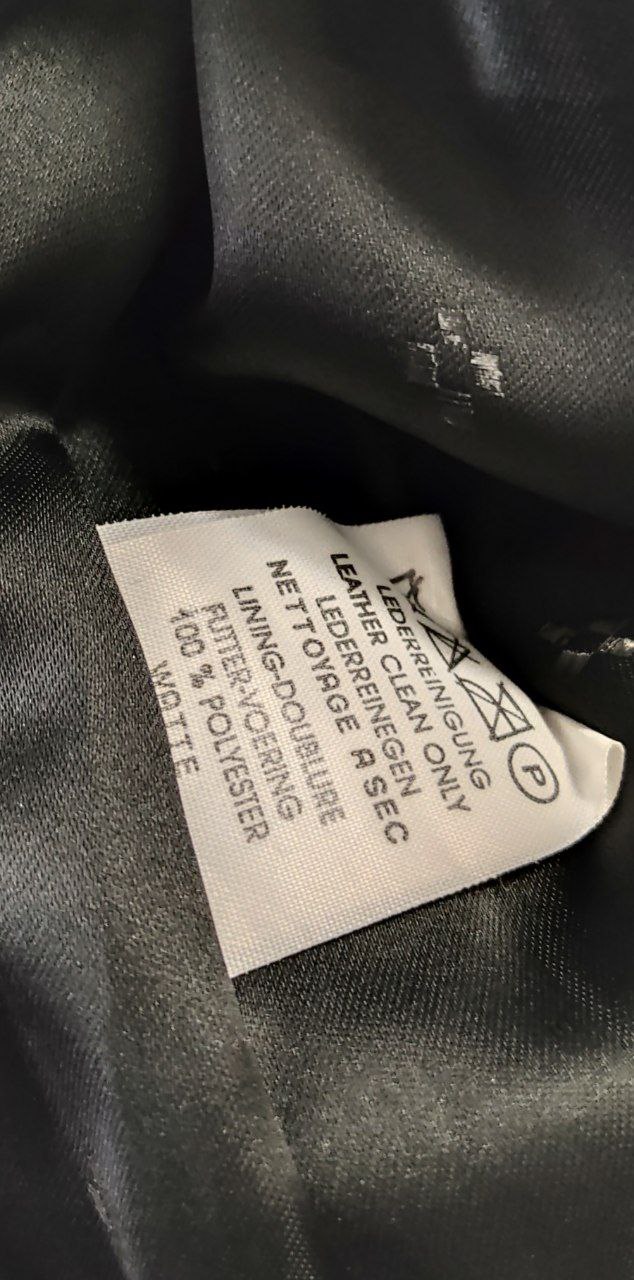 P
LEDERREINIGUNG
LEATHER CLEAN ONLY
LEDERREINEGEN
NETTOYAGE A SEC
LINING-DOUBLURE
FUTTER-VOERING
100 % POLYESTER
WATTE